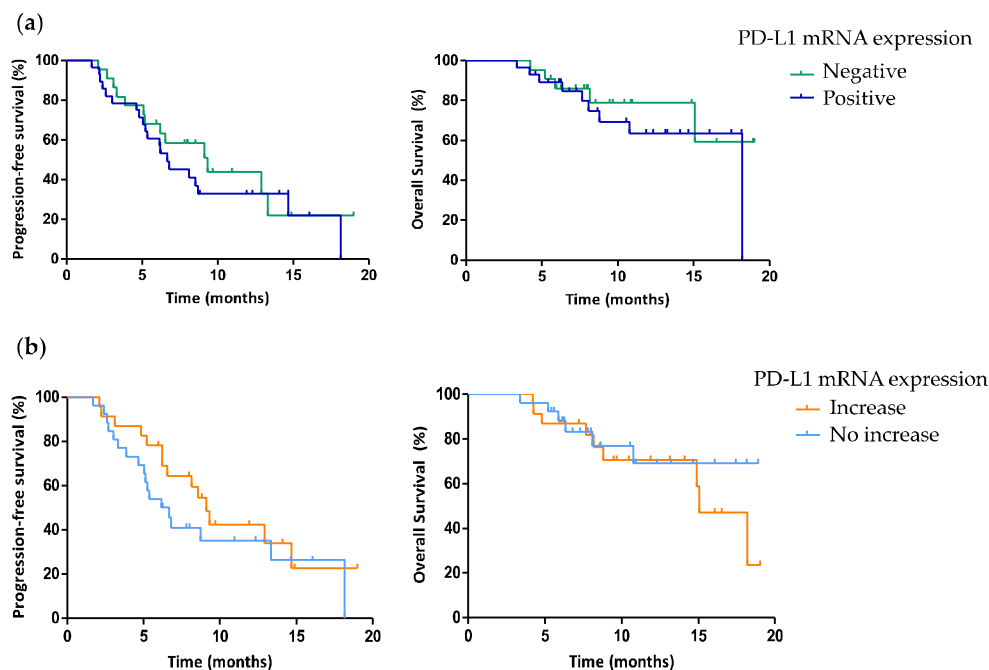 (a)
PD-L1 mRNA expression
Negative
Positive
Progression-free survival (%)
100
80
60
40
20
0
0 5 10 15 20
Time (months)
Overall Survival (%)
100
80
60
40
20
0
0 5 10 15 20
Time (months)
(b)
PD-L1 mRNA expression
Increase
No increase
Progression-free survival (%)
100
80
60
40
20
0
0 5 10 15 20
Time (months)
Overall Survival (%)
100
80
60
40
20
0
0 5 10 15 20
Time (months)